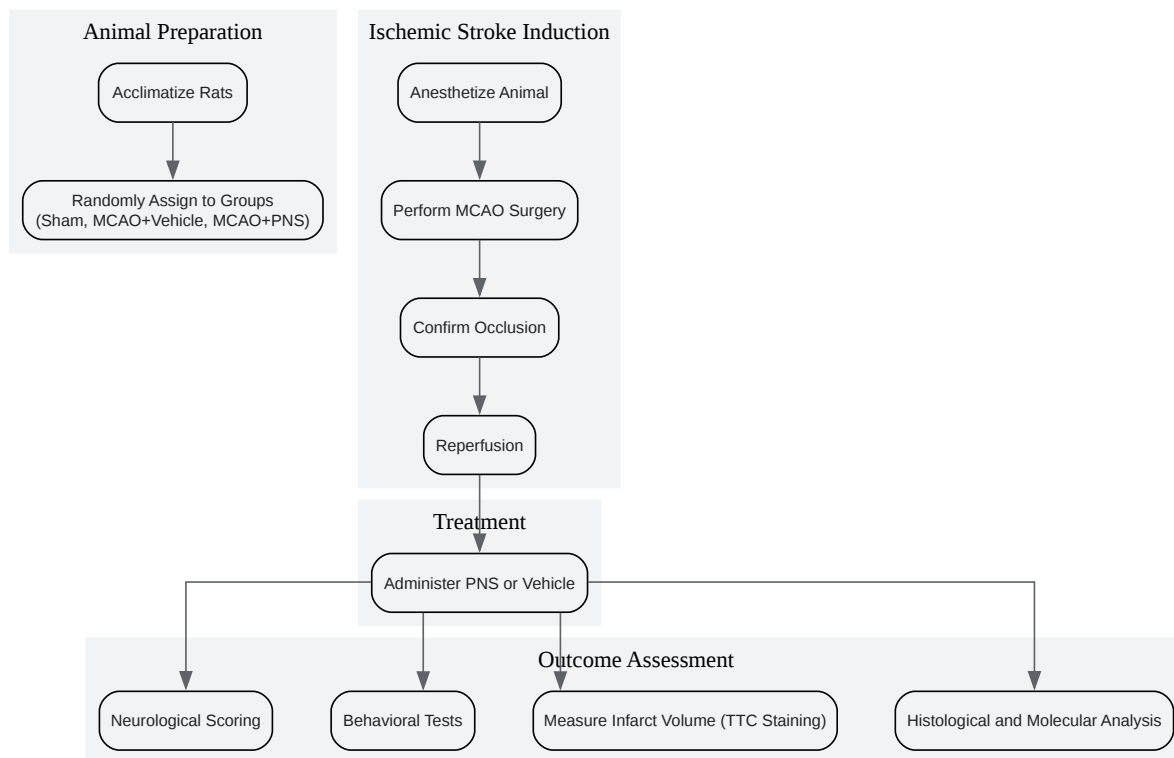 Animal Preparation
Acclimatize Rats
Randomly Assign to Groups
(Sham, MCAO+Vehicle, MCAO+PNS)
Ischemic Stroke Induction
Anesthetize Animal
Perform MCAO Surgery
Confirm Occlusion
Reperfusion
Treatment
Administer PNS or Vehicle
Outcome Assessment
Neurological Scoring
Behavioral Tests
Measure Infarct Volume (TTC Staining)
Histological and Molecular Analysis